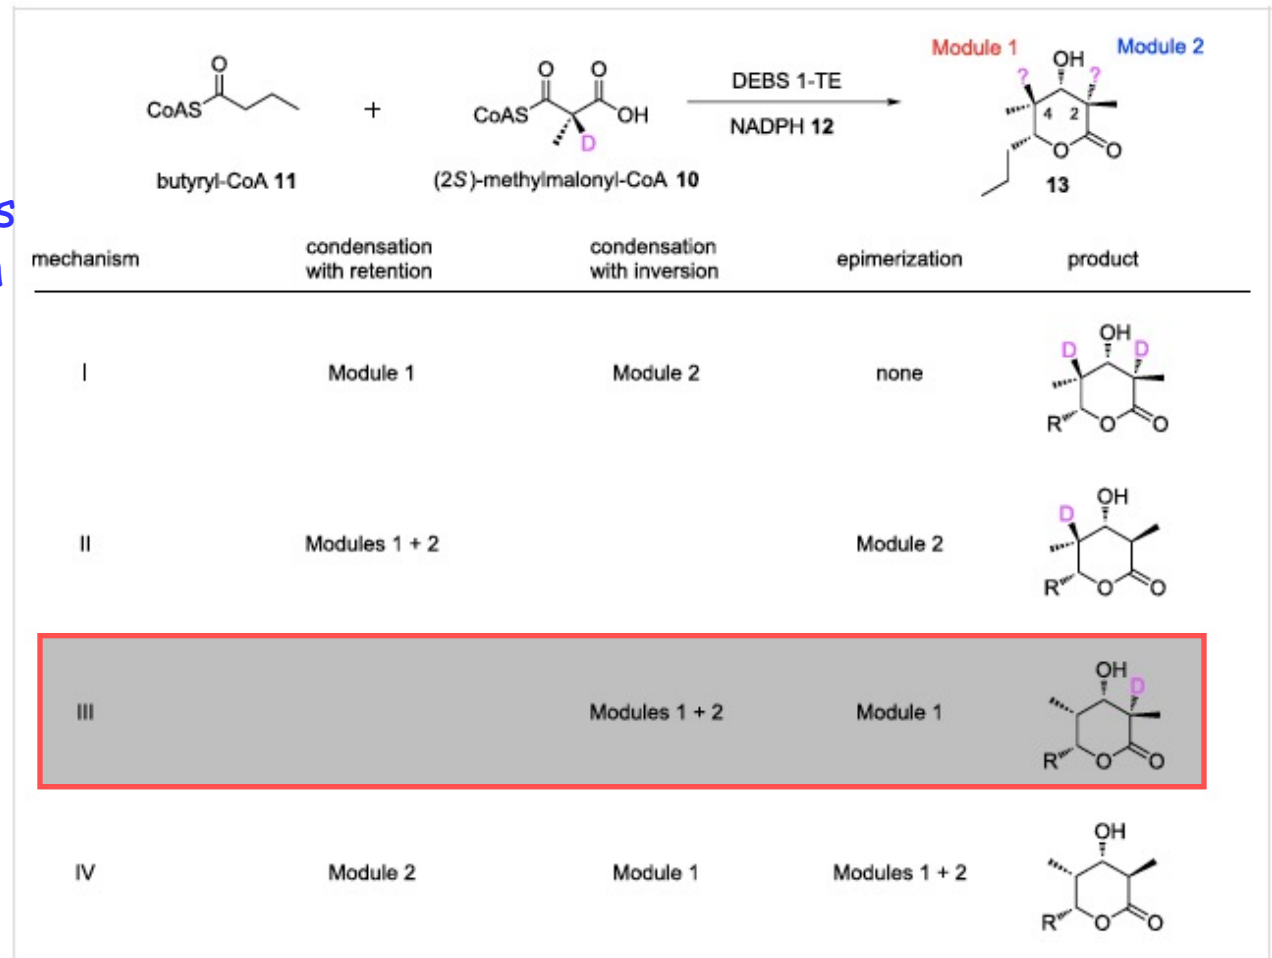 Module 1
Module 2
OH
?
?
4 2
O
O
13
O
CoAS
butyryl-CoA 11
+
O O
CoAS
OH
D
(2S)-methylmalonyl-CoA 10
DEBS 1-TE
NADPH 12
s
mechanism
condensation
with retention
condensation
with inversion
epimerization
product
I
Module 1
Module 2
none
OH
D
D
R
O
O
II
Modules 1 + 2
Module 2
OH
D
R
O
O
III
Modules 1 + 2
Module 1
OH
D
R
O
O
IV
Module 2
Module 1
Modules 1 + 2
OH
R
O
O